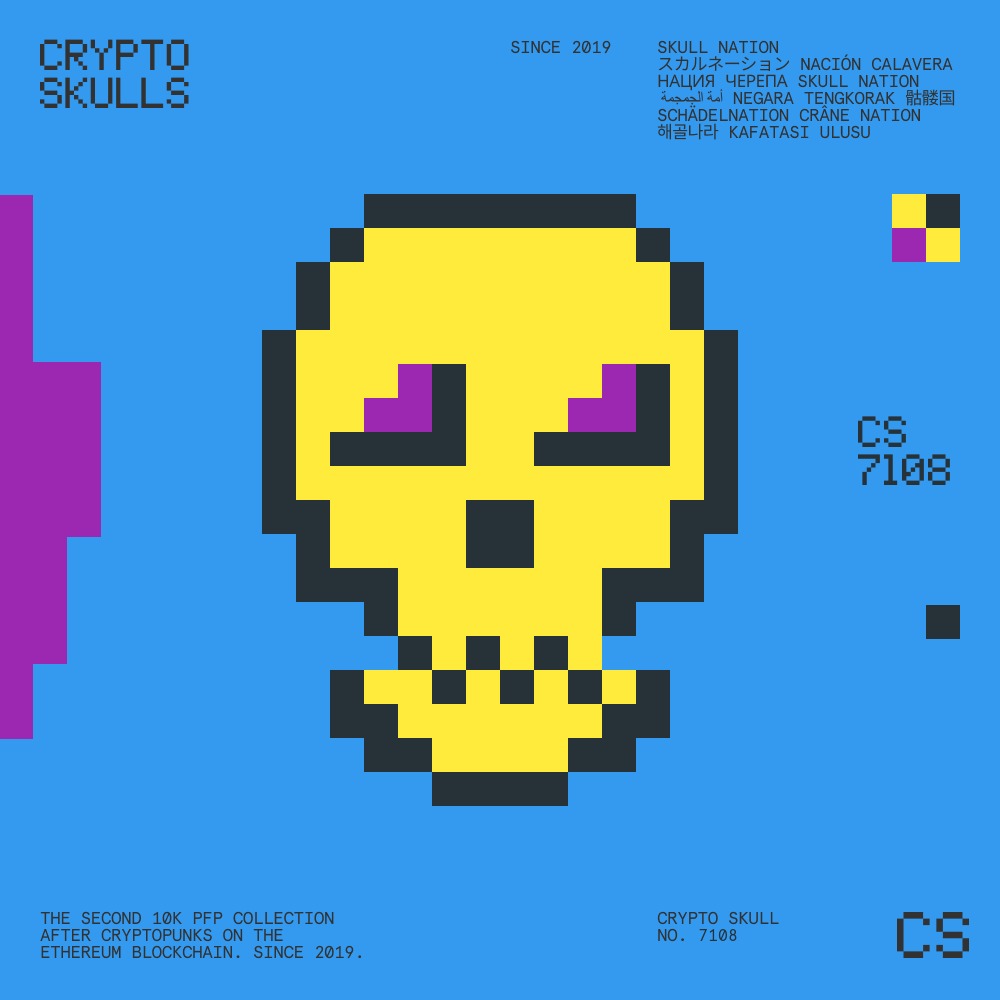 CRYPTO
SKULLS
SINCE 2019
SKULL NATION
スカルネーション NACIÓN CALAVERA
НАЦИЯ ЧЕРЕПА SKULL NATION
أمة الجمجمة NEGARA TENGKORAK 骷髅国
SCHÄDELNATION CRÂNE NATION
해골나라 KAFATASI ULUSU
CS
7108
THE SECOND 10K PFP COLLECTION
AFTER CRYPTOPUNKS ON THE
ETHEREUM BLOCKCHAIN. SINCE 2019.
CRYPTO SKULL
NO. 7108
CS